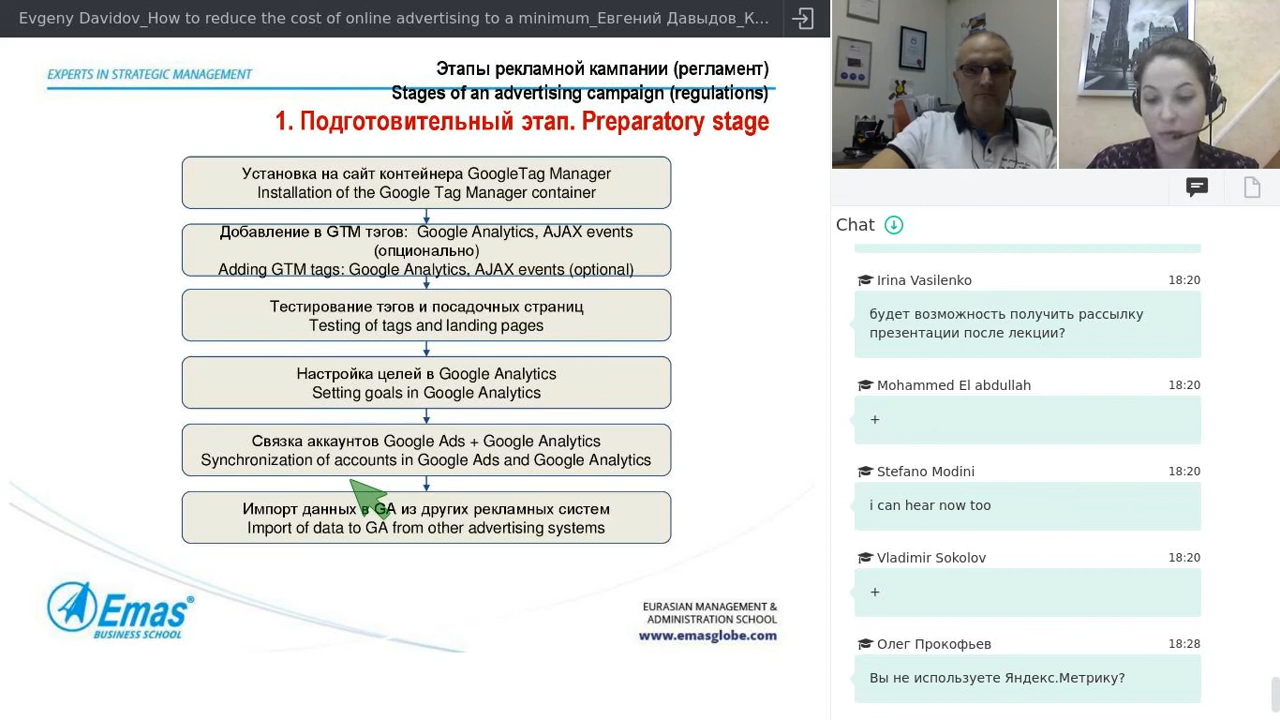 Evgeny Davidov_How to reduce the cost of online advertising to a minimum_Евгений Давыдов_К...
EXPERTS IN STRATEGIC MANAGEMENT
Этапы рекламной кампании (регламент)
Stages of an advertising campaign (regulations)
1. Подготовительный этап. Preparatory stage
Установка на сайт контейнера GoogleTag Manager
Installation of the Google Tag Manager container
Добавление в GTM тэгов: Google Analytics, AJAX events
(опционально)
Adding GTM tags: Google Analytics, AJAX events (optional)
Тестирование тэгов и посадочных страниц
Testing of tags and landing pages
Настройка целей в Google Analytics
Setting goals in Google Analytics
Связка аккаунтов Google Ads + Google Analytics
Synchronization of accounts in Google Ads and Google Analytics
Импорт данных в GA из других рекламных систем
Import of data to GA from other advertising systems
Emas®
BUSINESS SCHOOL
EURASIAN MANAGEMENT &
ADMINISTRATION SCHOOL
www.emasglobe.com
Chat
Irina Vasilenko 18:20
будет возможность получить рассылку
презентации после лекции?
Mohammed El abdullah 18:20
+
Stefano Modini 18:20
i can hear now too
Vladimir Sokolov 18:20
+
Олег Прокофьев 18:28
Вы не используете Яндекс.Метрику?